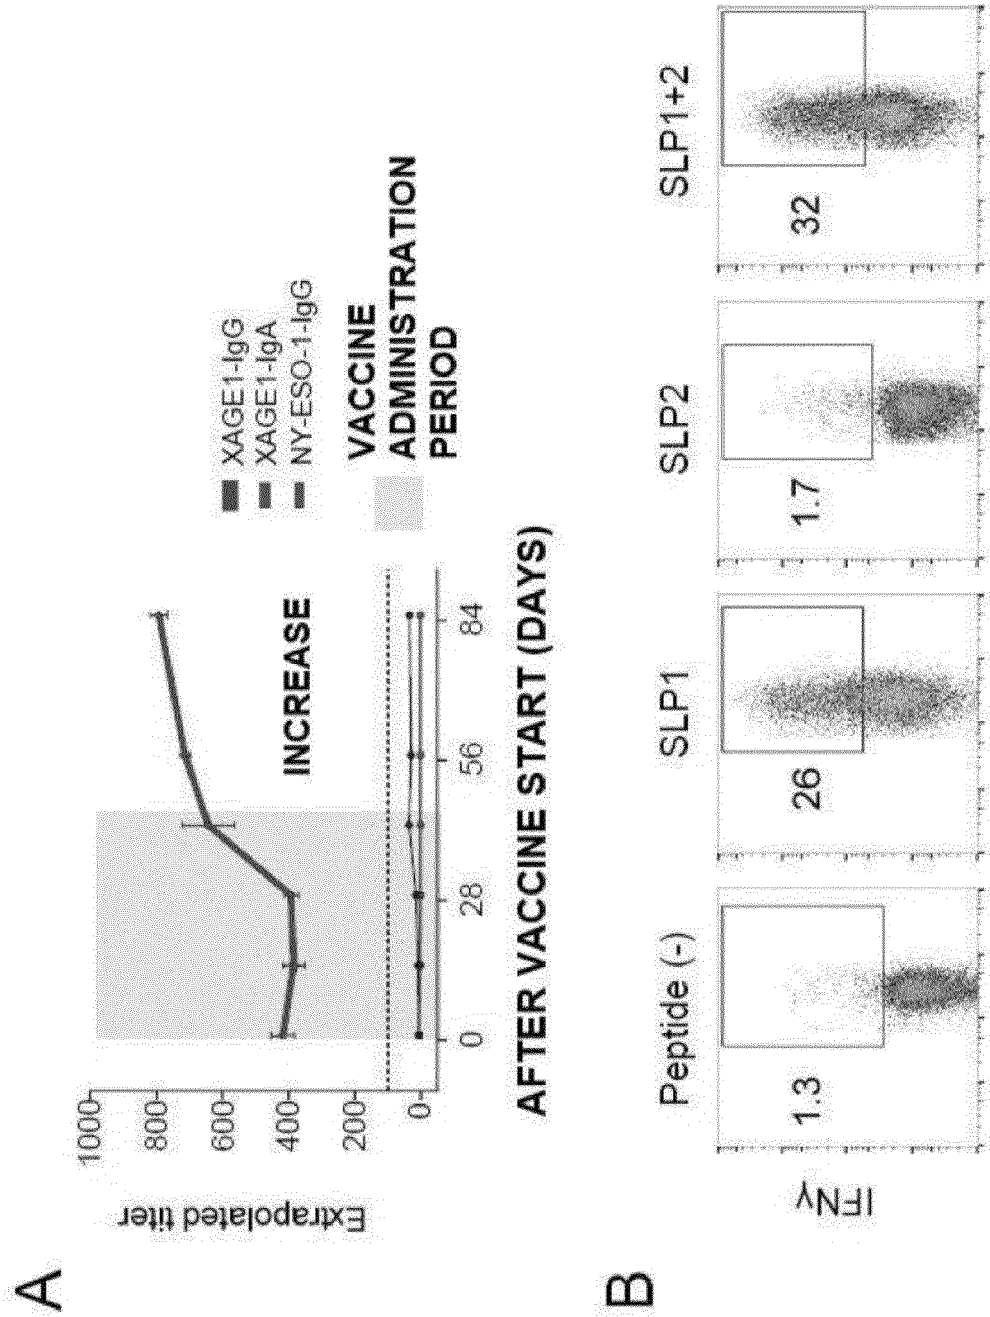 A
Extrapolated titer
1000
800
600
400
200
0
0
28
56
84
AFTER VACCINE START (DAYS)
INCREASE
XAGE1-IgG
XAGE1-IgA
NY-ESO-1-IgG
VACCINE
ADMINISTRATION
PERIOD
B
IFNγ
Peptide (-)
SLP1
SLP2
SLP1+2
1.3
26
1.7
32